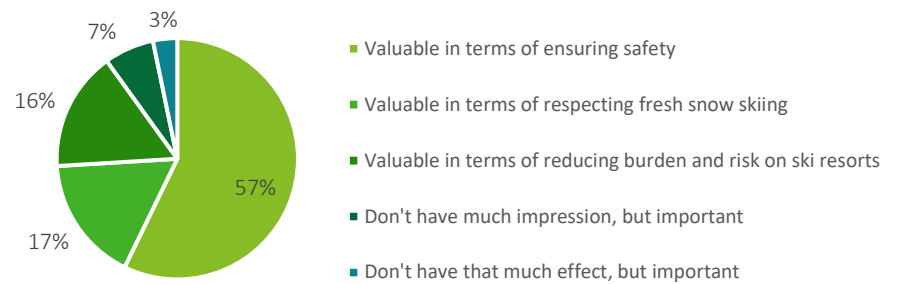 3%
7%
16%
57%
17%
Valuable in terms of ensuring safety
Valuable in terms of respecting fresh snow skiing
Valuable in terms of reducing burden and risk on ski resorts
Don't have much impression, but important
Don't have that much effect, but important